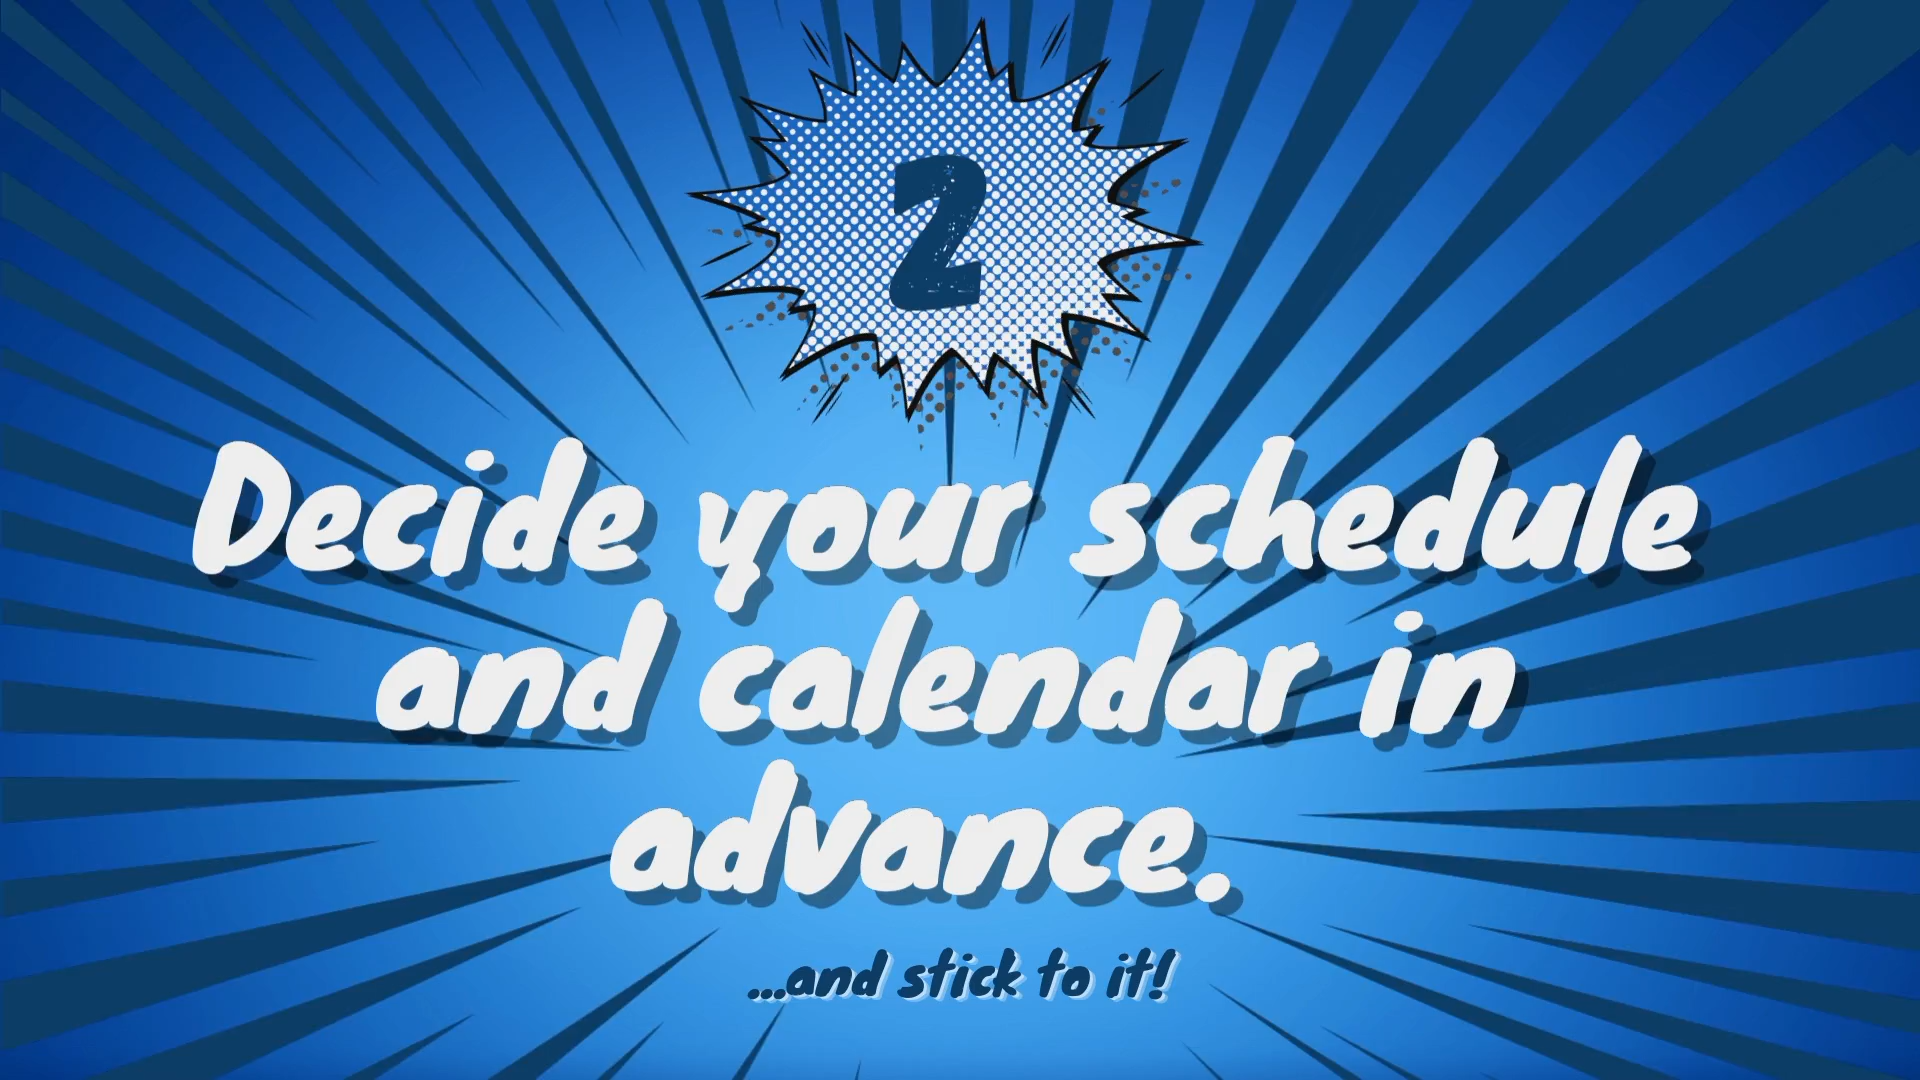 2
Decide your schedule
and calendar in
advance.
...and stick to it!